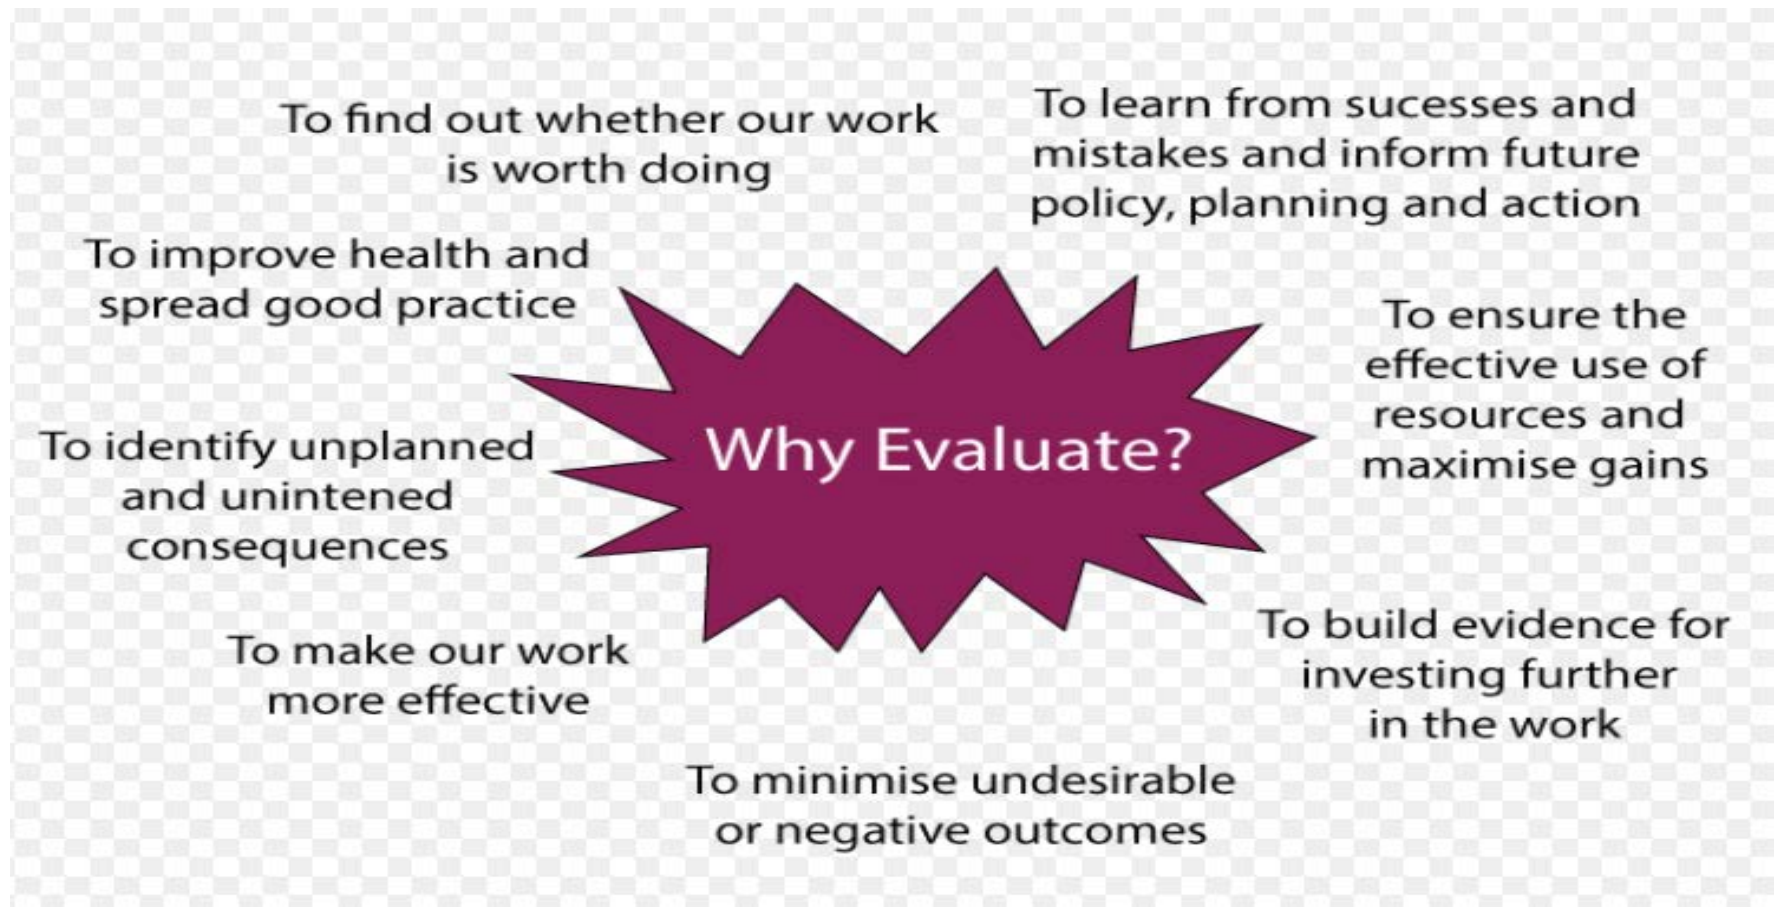 To find out whether our work
is worth doing
To learn from sucesses and
mistakes and inform future
policy, planning and action
To improve health and
spread good practice
To ensure the
effective use of
resources and
maximise gains
Why Evaluate?
To identify unplanned
and unintened
consequences
To make our work
more effective
To build evidence for
investing further
in the work
To minimise undesirable
or negative outcomes